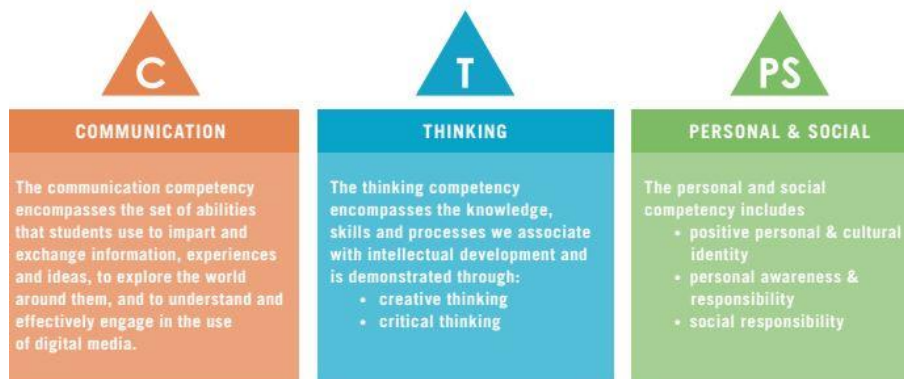 C
COMMUNICATION
The communication competency
encompasses the set of abilities
that students use to impart and
exchange information, experiences
and ideas, to explore the world
around them, and to understand and
effectively engage in the use
of digital media.
T
THINKING
The thinking competency
encompasses the knowledge,
skills and processes we associate
with intellectual development and
is demonstrated through:
• creative thinking
• critical thinking
PS
PERSONAL & SOCIAL
The personal and social
competency includes
• positive personal & cultural
identity
• personal awareness &
responsibility
• social responsibility